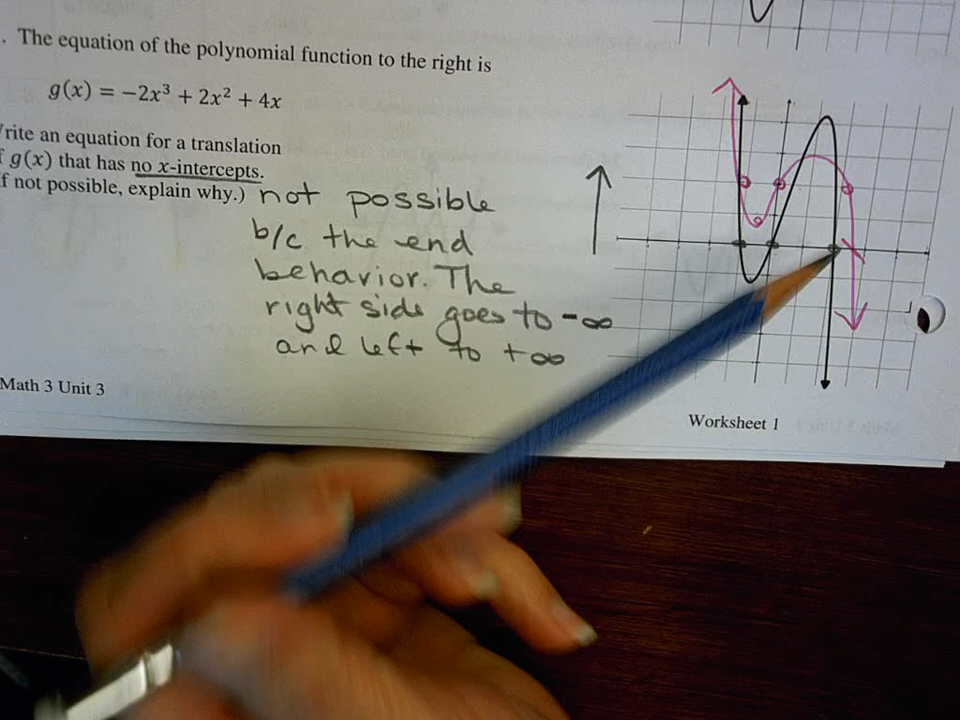 . The equation of the polynomial function to the right is
g(x) = −2x³ + 2x² + 4x
rite an equation for a translation
g(x) that has no x-intercepts.
f not possible, explain why.) not possible
b/c the end
behavior. The
right side goes to -∞
and left to +∞
Math 3 Unit 3
Worksheet 1